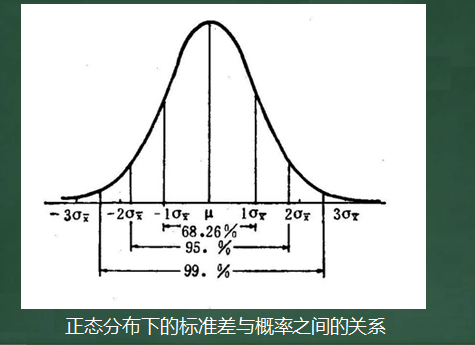 -3σx̄ -2σx̄ -1σx̄ μ 1σx̄ 2σx̄ 3σx̄
68.26%
95. %
99. %
正态分布下的标准差与概率之间的关系